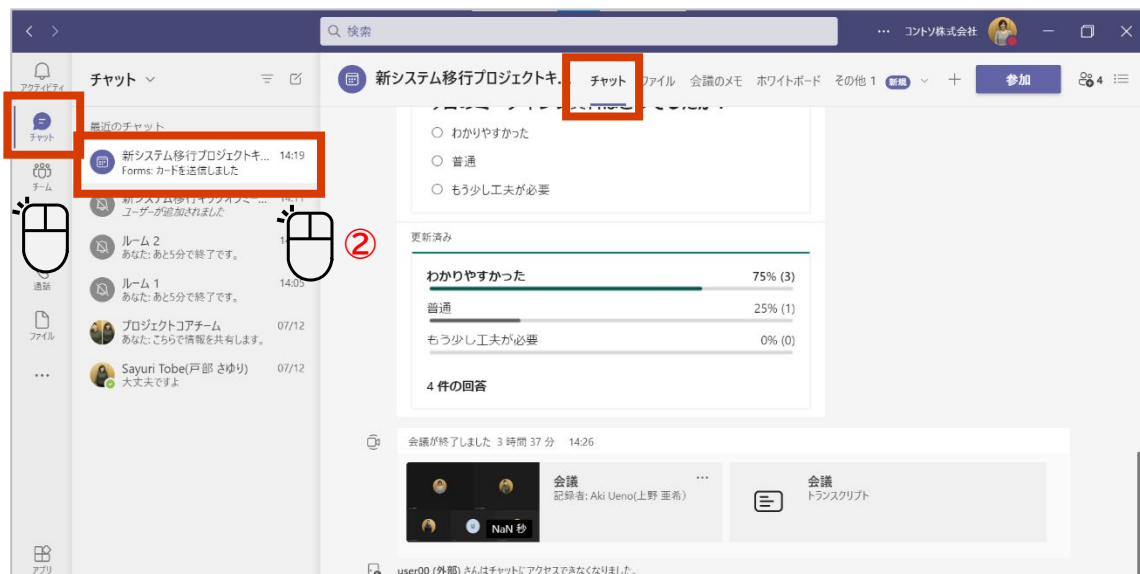 検索
… コントソ株式会社
アクティビティ
チャット
チーム
通話
ファイル
…
アプリ
チャット
最近のチャット
新システム移行プロジェクトキ... 14:19
Forms: カードを送信しました
ユーザーが追加されました
ルーム 2
あなた: あと5分で終了です。
ルーム 1 14:05
あなた: あと5分で終了です。
プロジェクトコアチーム 07/12
あなた: こちらで情報を共有します。
Sayuri Tobe(戸部 さゆり) 07/12
大丈夫ですよ
②
新システム移行プロジェクトキ... チャット ファイル 会議のメモ ホワイトボード その他 1 新規 参加 4
わかりやすかった
普通
もう少し工夫が必要
更新済み
わかりやすかった 75% (3)
普通 25% (1)
もう少し工夫が必要 0% (0)
4 件の回答
会議が終了しました 3 時間 37 分 14:26
会議 …
記録者: Aki Ueno(上野 亜希)
NaN 秒
会議
トランスクリプト
user00 (外部) さんはチャットにアクセスできなくなりました。